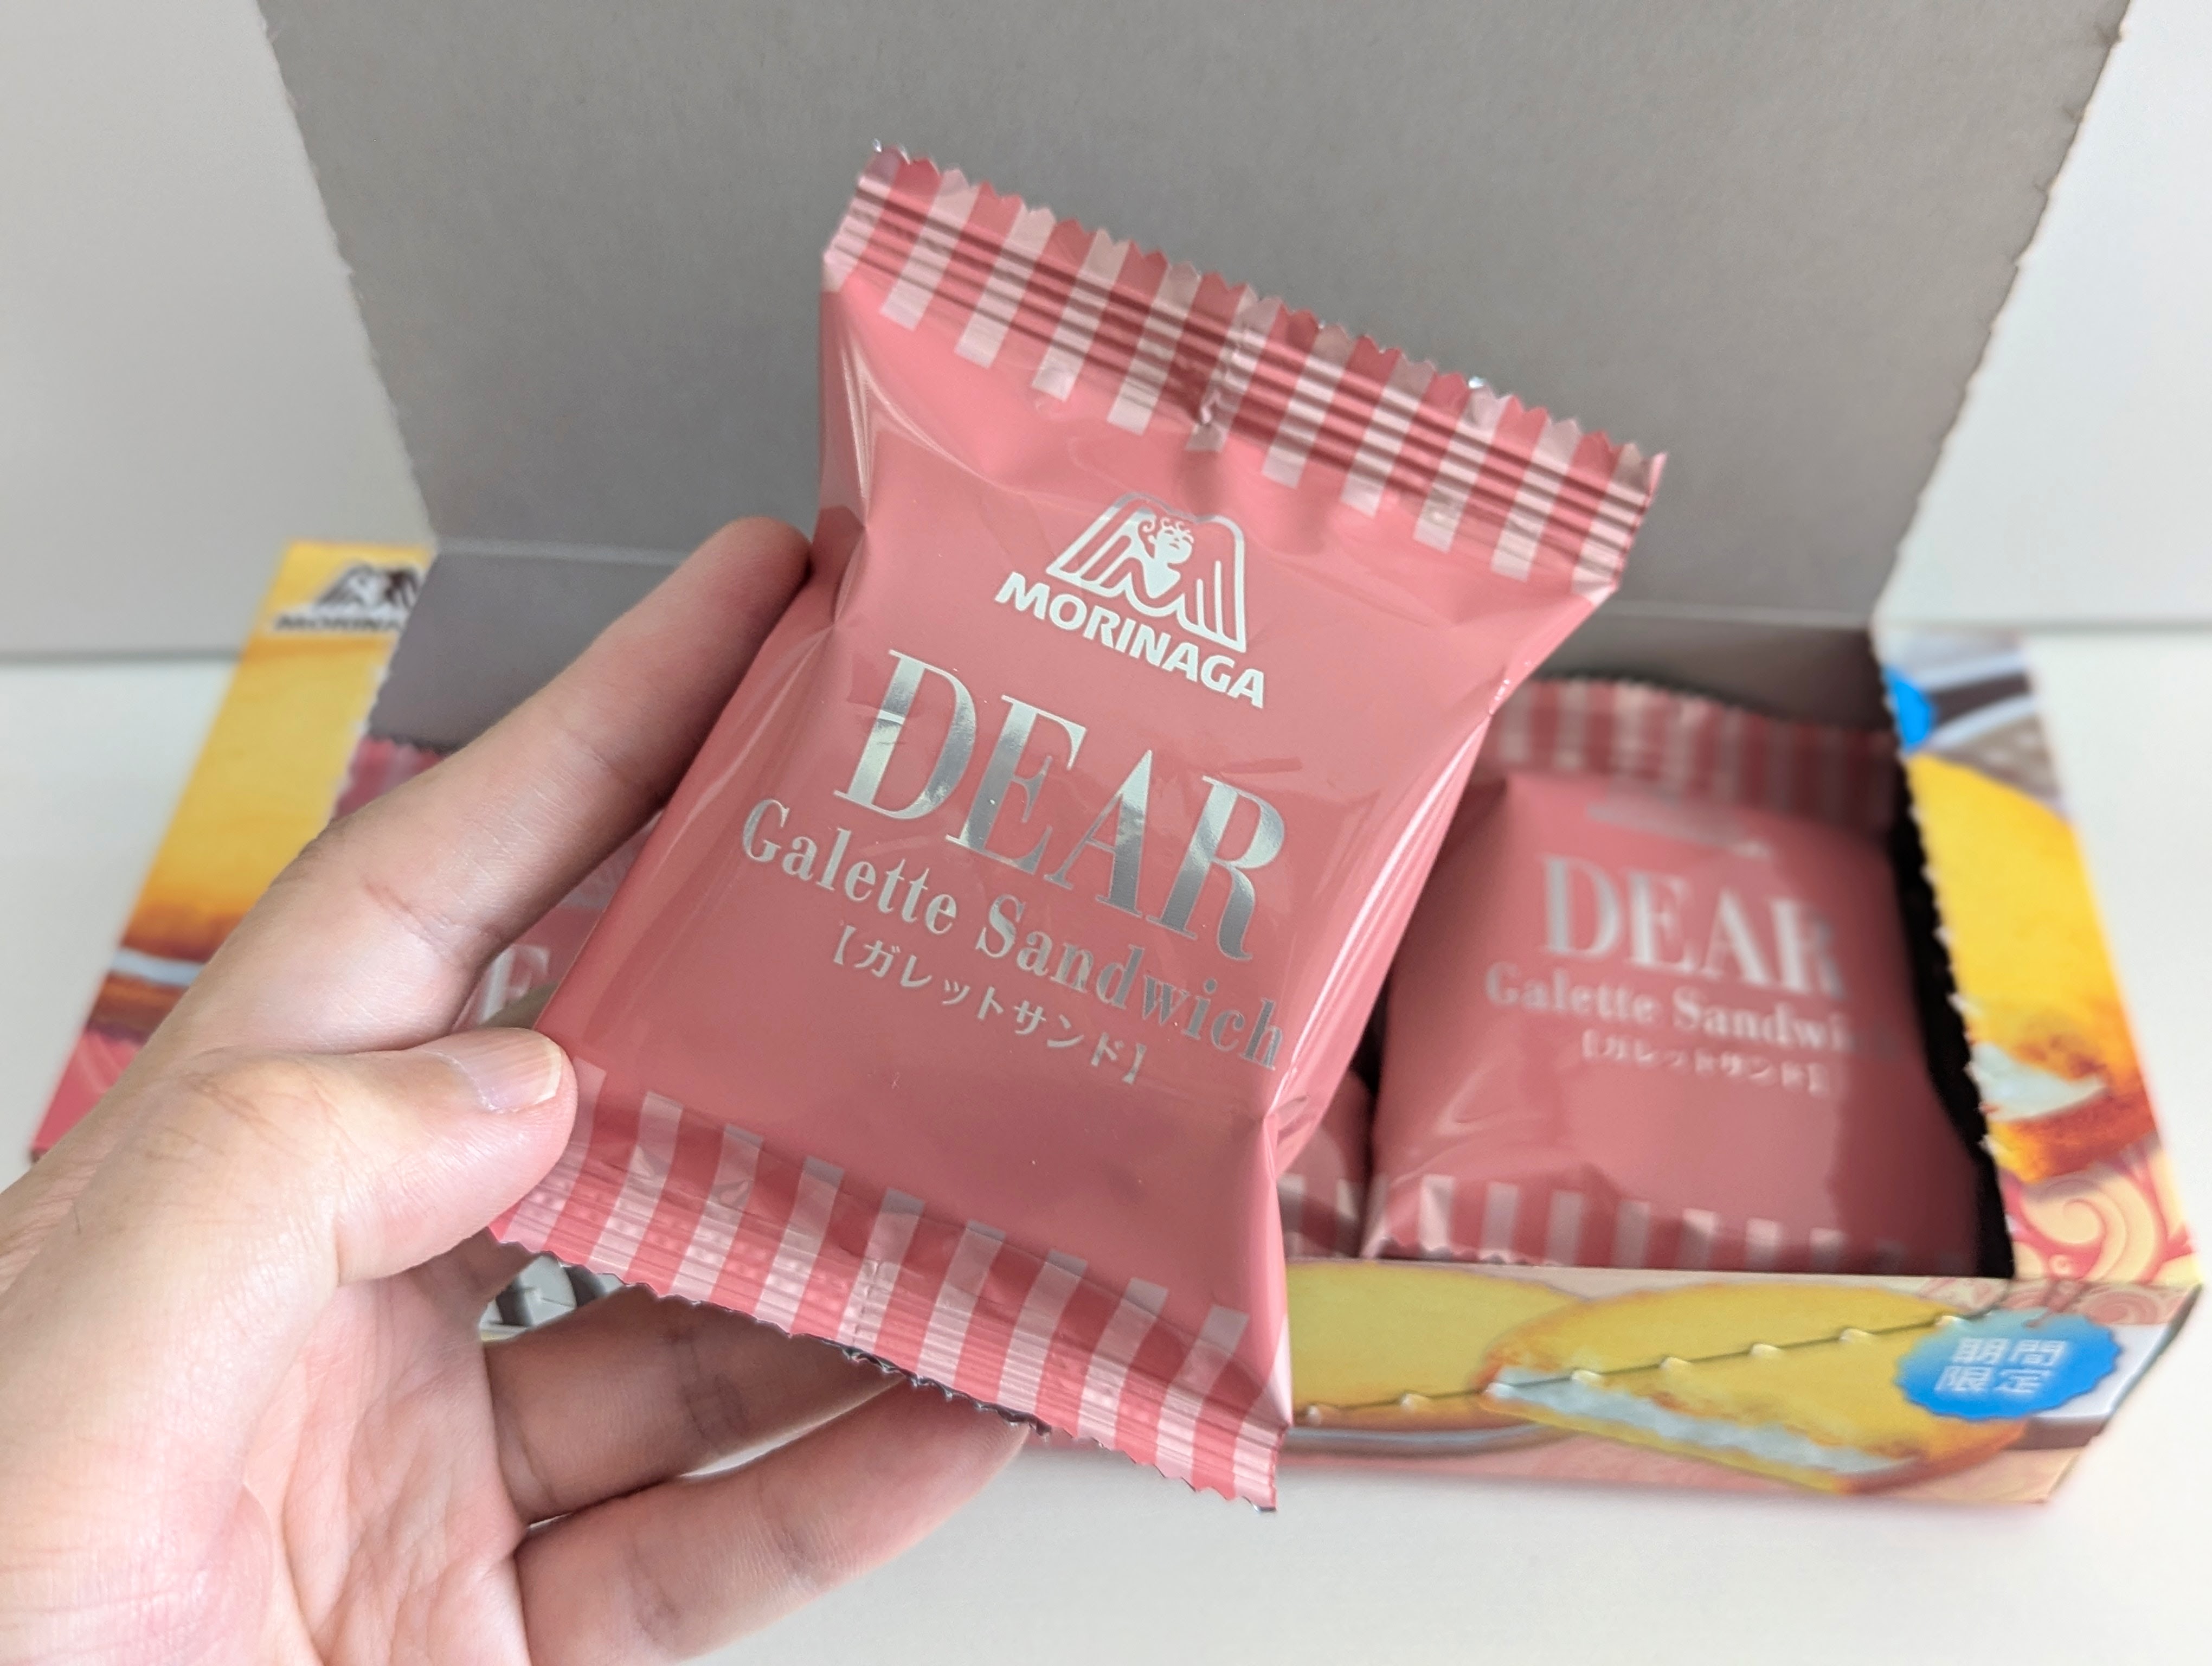 MORINAGA
DEAR
Galette Sandwich
【ガレットサンド】
DEAR
Galette
【ガレットサンド】
期間
限定